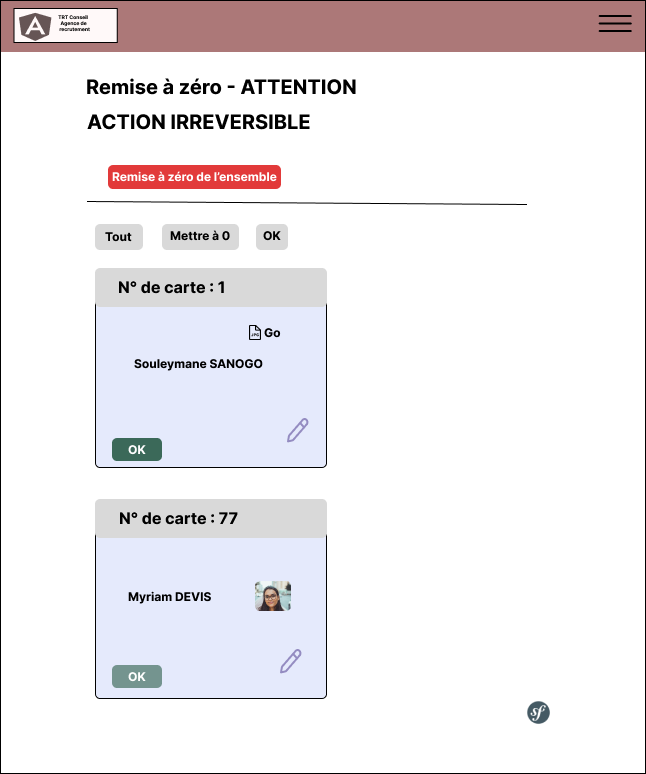 TRT Conseil
Agence de
recrutement
Remise à zéro - ATTENTION
ACTION IRREVERSIBLE
Remise à zéro de l’ensemble
Tout
Mettre à 0
OK
N° de carte : 1
JPG
Go
Souleymane SANOGO
OK
N° de carte : 77
Myriam DEVIS
OK
sf